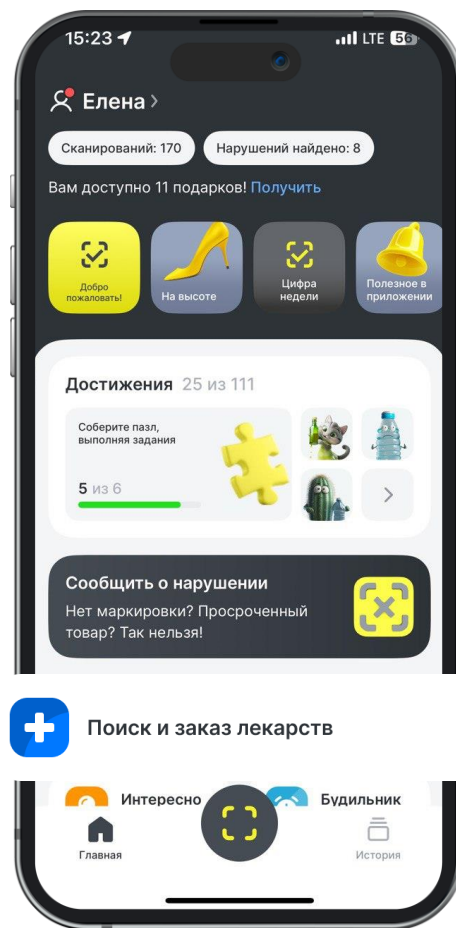 15:23
LTE 56
Елена
Сканирований: 170
Нарушений найдено: 8
Вам доступно 11 подарков! Получить
Добро
пожаловать!
На высоте
Цифра
недели
Полезное в
приложении
Достижения 25 из 111
Соберите пазл,
выполняя задания
5 из 6
Сообщить о нарушении
Нет маркировки? Просроченный
товар? Так нельзя!
Поиск и заказ лекарств
Интересно
Будильник
Главная
История